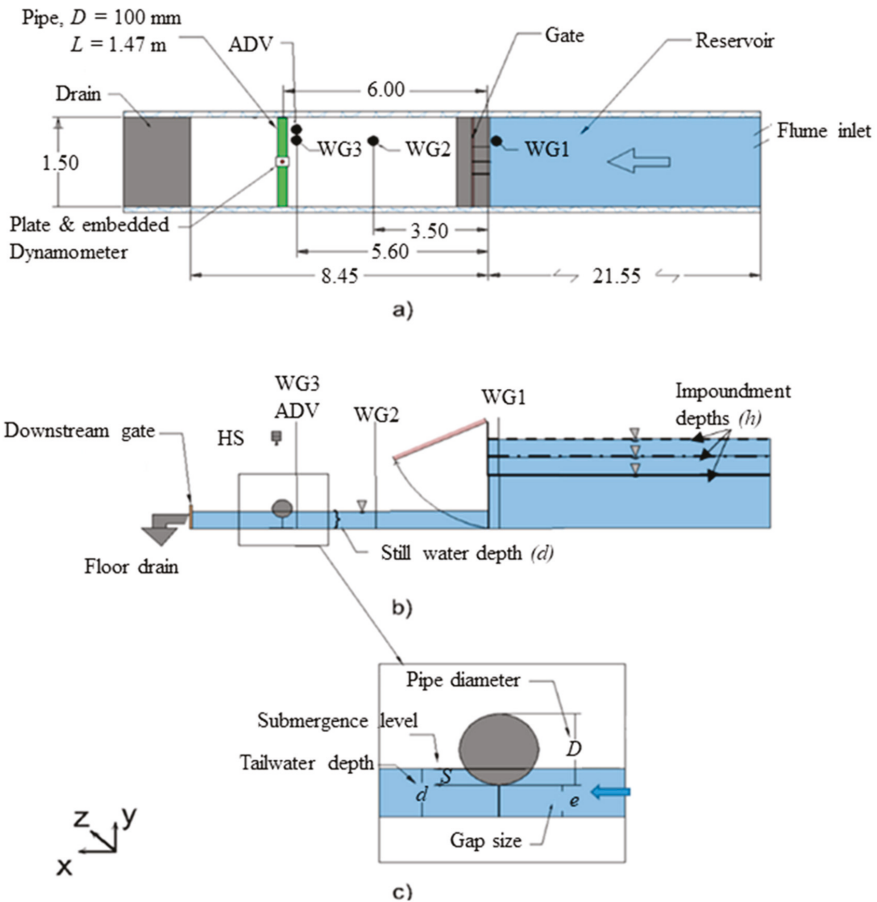 Pipe, D = 100 mm
L = 1.47 m
ADV
Gate
Reservoir
Drain
6.00
Flume inlet
1.50
WG3
WG2
WG1
Plate & embedded
Dynamometer
3.50
5.60
8.45
21.55
a)
WG3
ADV
WG2
WG1
Impoundment
depths (h)
Downstream gate
HS
Still water depth (d)
Floor drain
b)
Pipe diameter
Submergence level
D
Tailwater depth
S
d
e
Gap size
z
y
x
c)